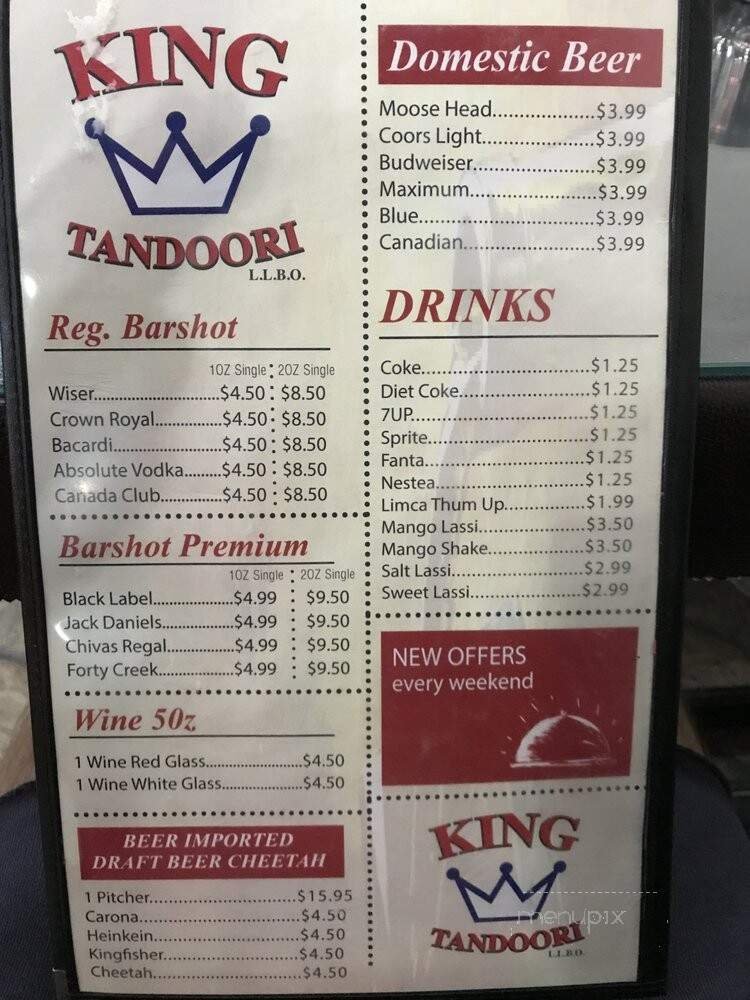 KING
TANDOORI
L.L.B.O.
Reg. Barshot
1OZ Single 2OZ Single
Wiser.....................$4.50 $8.50
Crown Royal.............$4.50 $8.50
Bacardi...................$4.50 $8.50
Absolute Vodka........$4.50 $8.50
Canada Club............$4.50 $8.50
Barshot Premium
1OZ Single 2OZ Single
Black Label...............$4.99 $9.50
Jack Daniels.............$4.99 $9.50
Chivas Regal............$4.99 $9.50
Forty Creek..............$4.99 $9.50
Wine 5oz
1 Wine Red Glass..................$4.50
1 Wine White Glass...............$4.50
BEER IMPORTED
DRAFT BEER CHEETAH
1 Pitcher...........................$15.95
Carona.............................$4.50
Heinkein...........................$4.50
Kingfisher.........................$4.50
Cheetah...........................$4.50
Domestic Beer
Moose Head...................$3.99
Coors Light.....................$3.99
Budweiser.......................$3.99
Maximum.......................$3.99
Blue...............................$3.99
Canadian........................$3.99
DRINKS
Coke..............................$1.25
Diet Coke.......................$1.25
7UP................................$1.25
Sprite.............................$1.25
Fanta..............................$1.25
Nestea............................$1.25
Limca Thum Up..............$1.99
Mango Lassi...................$3.50
Mango Shake.................$3.50
Salt Lassi.......................$2.99
Sweet Lassi....................$2.99
NEW OFFERS
every weekend
KING
TANDOORI
L.L.B.O.
menupix